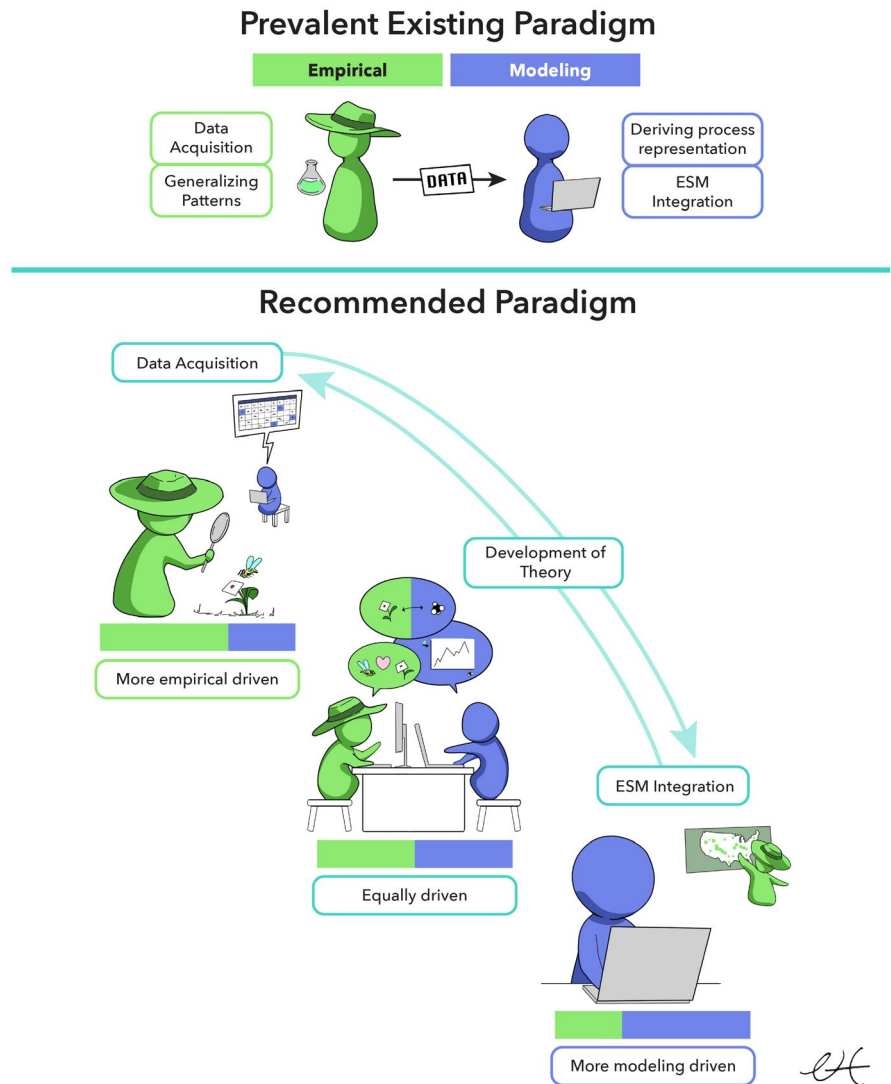 Prevalent Existing Paradigm
Empirical
Modeling
Data
Acquisition
Generalizing
Patterns
DATA
Deriving process
representation
ESM
Integration
Recommended Paradigm
Data Acquisition
Development of
Theory
More empirical driven
ESM Integration
Equally driven
More modeling driven